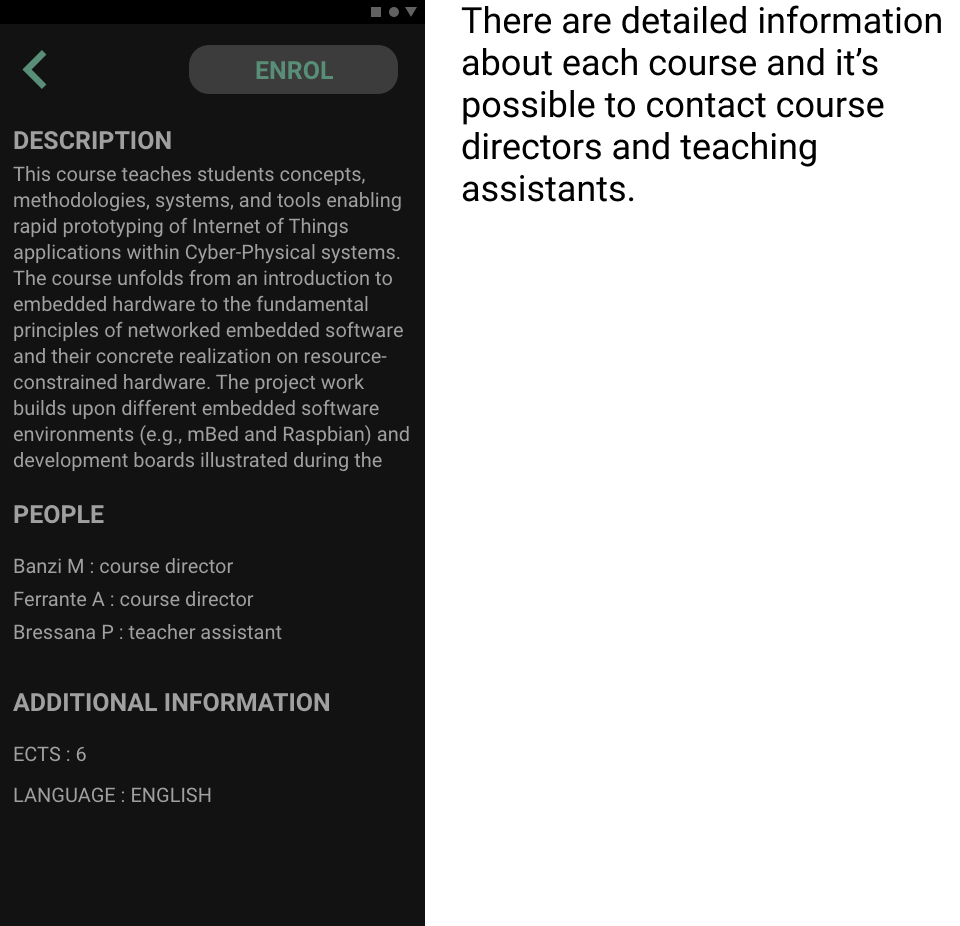 ENROL
DESCRIPTION
This course teaches students concepts,
methodologies, systems, and tools enabling
rapid prototyping of Internet of Things
applications within Cyber-Physical systems.
The course unfolds from an introduction to
embedded hardware to the fundamental
principles of networked embedded software
and their concrete realization on resource-
constrained hardware. The project work
builds upon different embedded software
environments (e.g., mBed and Raspbian) and
development boards illustrated during the
PEOPLE
Banzi M : course director
Ferrante A : course director
Bressana P : teacher assistant
ADDITIONAL INFORMATION
ECTS : 6
LANGUAGE : ENGLISH
There are detailed information
about each course and it’s
possible to contact course
directors and teaching
assistants.